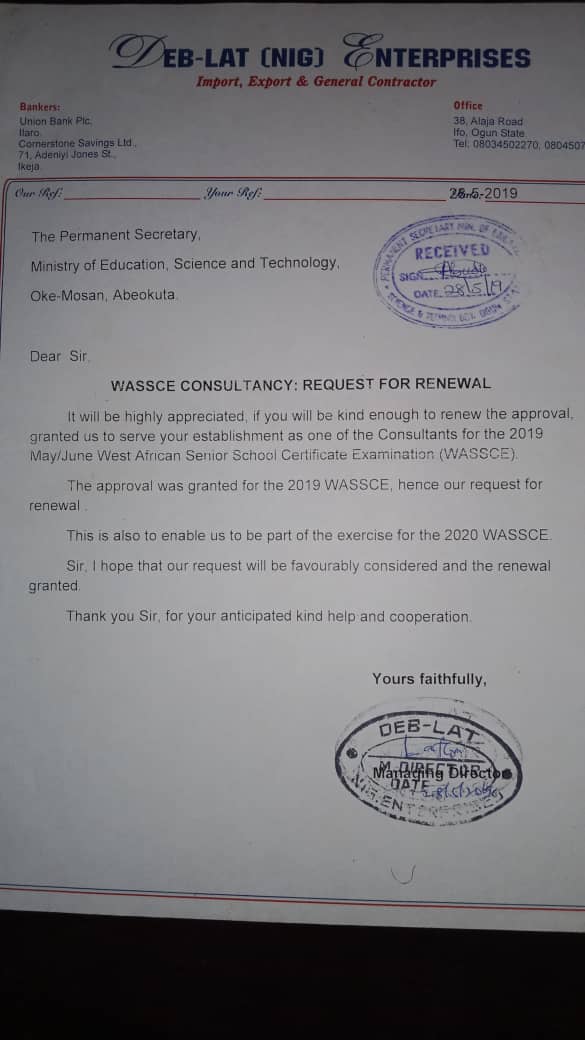 DEB-LAT (NIG) ENTERPRISES
Import, Export & General Contractor
Bankers:
Union Bank Plc,
Ilaro.
Cornerstone Savings Ltd.,
71, Adeniyi Jones St.,
Ikeja.
Office
38, Alaja Road
Ifo, Ogun State.
Tel: 08034502270, 0804507
Our Ref: Your Ref: 28-5-2019
The Permanent Secretary,
Ministry of Education, Science and Technology,
Oke-Mosan, Abeokuta.
PERMANENT SECRETARY MIN. OF
RECEIVED
SIGN
DATE 28/5/19
SCIENCE &
Dear Sir,
WASSCE CONSULTANCY: REQUEST FOR RENEWAL
It will be highly appreciated, if you will be kind enough to renew the approval,
granted us to serve your establishment as one of the Consultants for the 2019
May/June West African Senior School Certificate Examination (WASSCE).
The approval was granted for the 2019 WASSCE, hence our request for
renewal.
This is also to enable us to be part of the exercise for the 2020 WASSCE.
Sir, I hope that our request will be favourably considered and the renewal
granted.
Thank you Sir, for your anticipated kind help and cooperation.
Yours faithfully,
DEB-LAT
M. DIRECTOR
Managing Director
DATE
NIG. ENTERPRISES